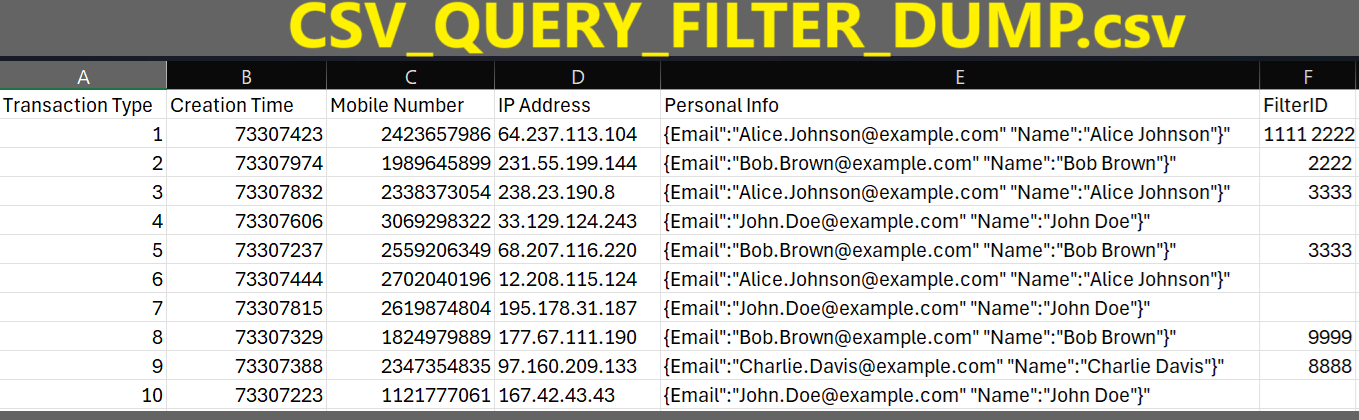 CSV_QUERY_FILTER_DUMP.csv
A B C D E F
Transaction Type Creation Time Mobile Number IP Address Personal Info FilterID
1 73307423 2423657986 64.237.113.104 {Email":"Alice.Johnson@example.com" "Name":"Alice Johnson"}" 1111 2222
2 73307974 1989645899 231.55.199.144 {Email":"Bob.Brown@example.com" "Name":"Bob Brown"}" 2222
3 73307832 2338373054 238.23.190.8 {Email":"Alice.Johnson@example.com" "Name":"Alice Johnson"}" 3333
4 73307606 3069298322 33.129.124.243 {Email":"John.Doe@example.com" "Name":"John Doe"}"
5 73307237 2559206349 68.207.116.220 {Email":"Bob.Brown@example.com" "Name":"Bob Brown"}" 3333
6 73307444 2702040196 12.208.115.124 {Email":"Alice.Johnson@example.com" "Name":"Alice Johnson"}"
7 73307815 2619874804 195.178.31.187 {Email":"John.Doe@example.com" "Name":"John Doe"}"
8 73307329 1824979889 177.67.111.190 {Email":"Bob.Brown@example.com" "Name":"Bob Brown"}" 9999
9 73307388 2347354835 97.160.209.133 {Email":"Charlie.Davis@example.com" "Name":"Charlie Davis"}" 8888
10 73307223 1121777061 167.42.43.43 {Email":"John.Doe@example.com" "Name":"John Doe"}"